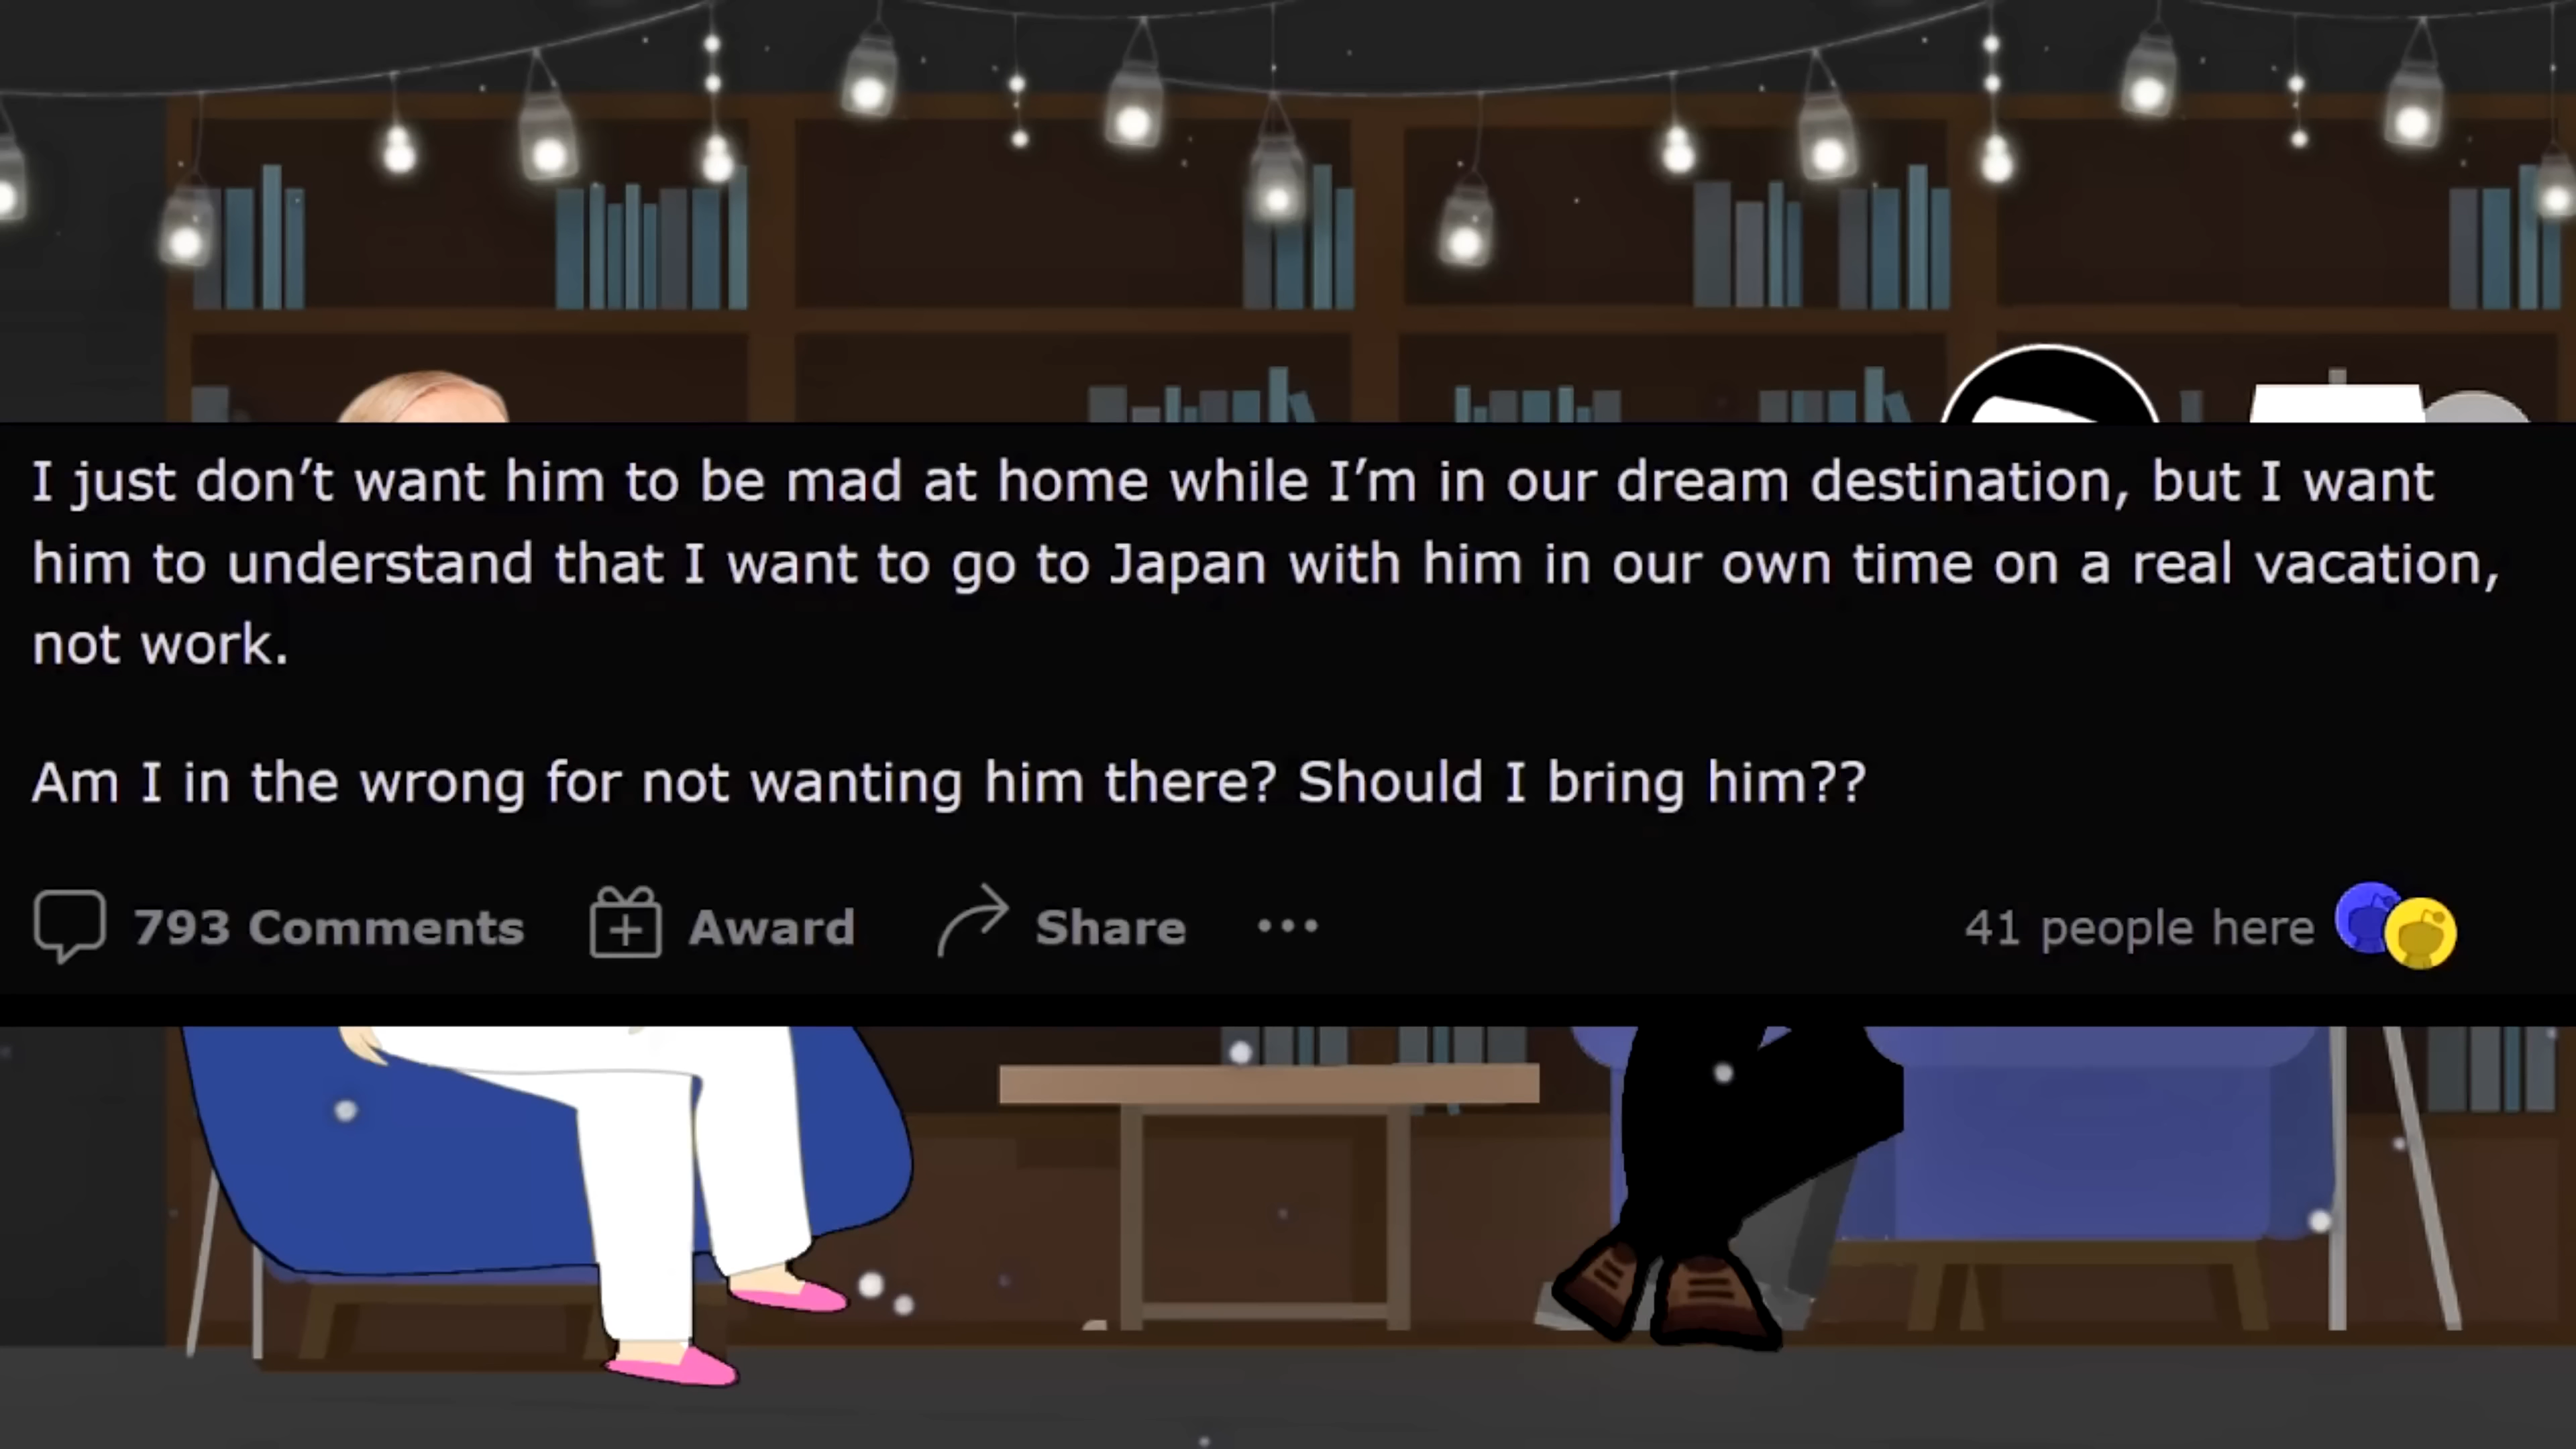 I just don’t want him to be mad at home while I’m in our dream destination, but I want
him to understand that I want to go to Japan with him in our own time on a real vacation,
not work.
Am I in the wrong for not wanting him there? Should I bring him??
793 Comments Award Share ••• 41 people here